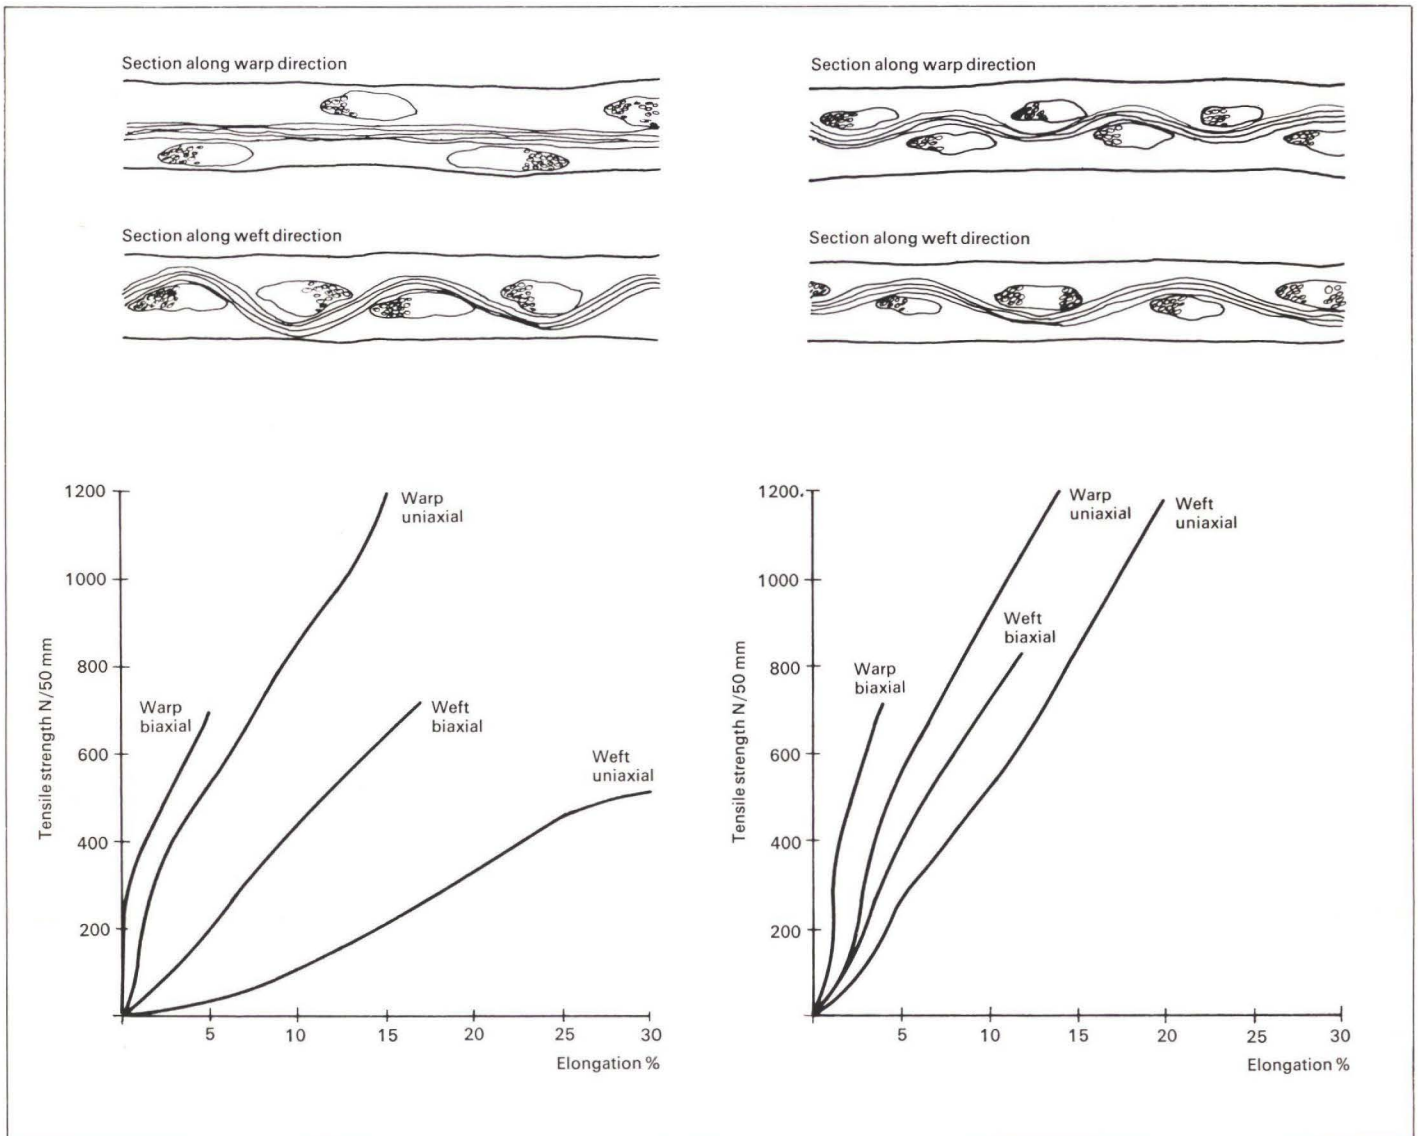 Section along warp direction
Section along weft direction
1200
1000
800
600
400
200
Tensile strength N/50 mm
Warp
uniaxial
Warp
biaxial
Weft
biaxial
Weft
uniaxial
5
10
15
20
25
30
Elongation %
Section along warp direction
Section along weft direction
1200.
1000
800
600
400
200
Tensile strength N/50 mm
Warp
uniaxial
Weft
uniaxial
Weft
biaxial
Warp
biaxial
5
10
15
20
25
30
Elongation %